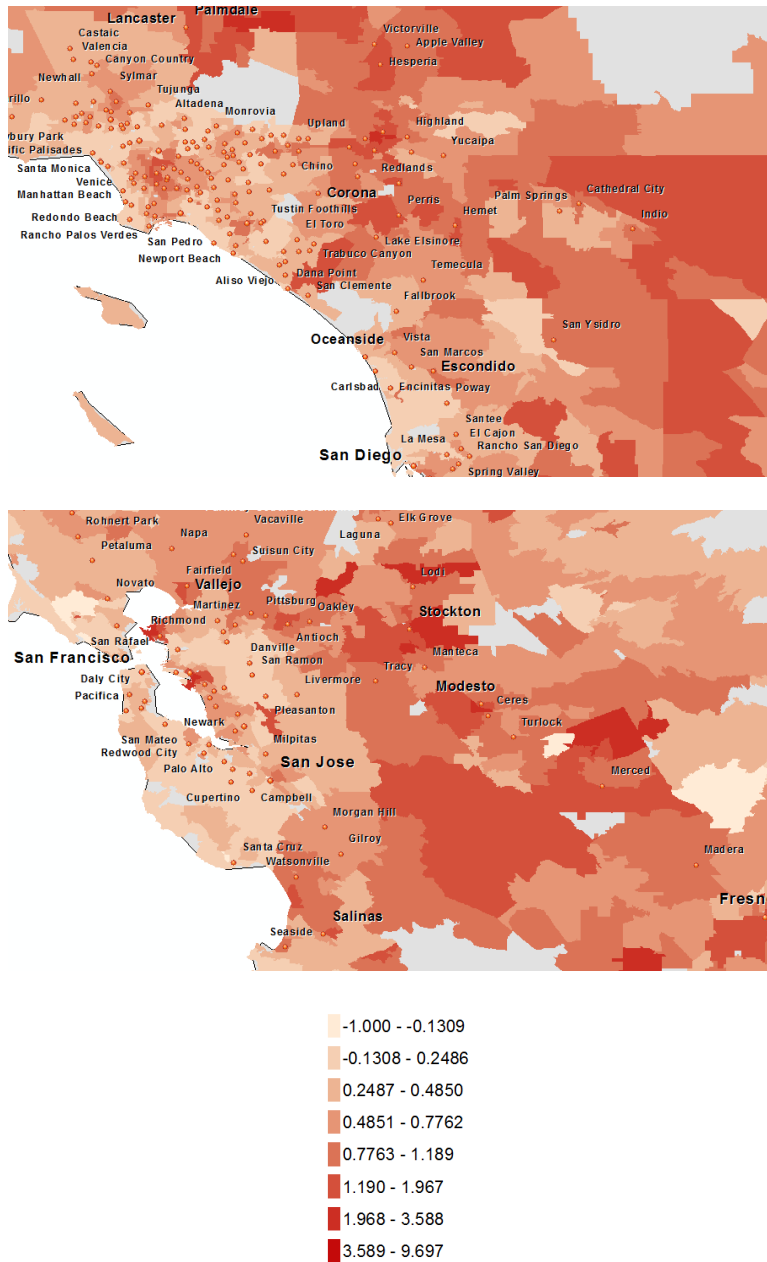 Palmdale
Lancaster
Castaic
Valencia
Canyon Country
Newhall
Sylmar
Tujunga
rillo
Altadena
Monrovia
Victorville
Apple Valley
Hesperia
Upland
Highland
Yucaipa
wbury Park
ific Palisades
Santa Monica
Venice
Manhattan Beach
Redondo Beach
Rancho Palos Verdes
San Pedro
Newport Beach
Aliso Viejo
Chino
Redlands
Corona
Tustin Foothills
El Toro
Perris
Hemet
Palm Springs
Cathedral City
Indio
Lake Elsinore
Trabuco Canyon
Temecula
Dana Point
San Clemente
Fallbrook
Oceanside
Vista
San Marcos
San Ysidro
Escondido
Carlsbad
Encinitas
Poway
Santee
La Mesa
El Cajon
Rancho San Diego
San Diego
Spring Valley
Rohnert Park
Napa
Vacaville
Elk Grove
Laguna
Petaluma
Suisun City
Fairfield
Novato
Vallejo
Lodi
Martinez
Pittsburg
Oakley
Richmond
Stockton
San Rafael
Antioch
Danville
Manteca
San Francisco
San Ramon
Tracy
Daly City
Livermore
Modesto
Pacifica
Ceres
Newark
Pleasanton
Turlock
San Mateo
Milpitas
Redwood City
San Jose
Palo Alto
Merced
Cupertino
Campbell
Morgan Hill
Gilroy
Santa Cruz
Madera
Watsonville
Fresn
Salinas
Seaside
-1.000 - -0.1309
-0.1308 - 0.2486
0.2487 - 0.4850
0.4851 - 0.7762
0.7763 - 1.189
1.190 - 1.967
1.968 - 3.588
3.589 - 9.697